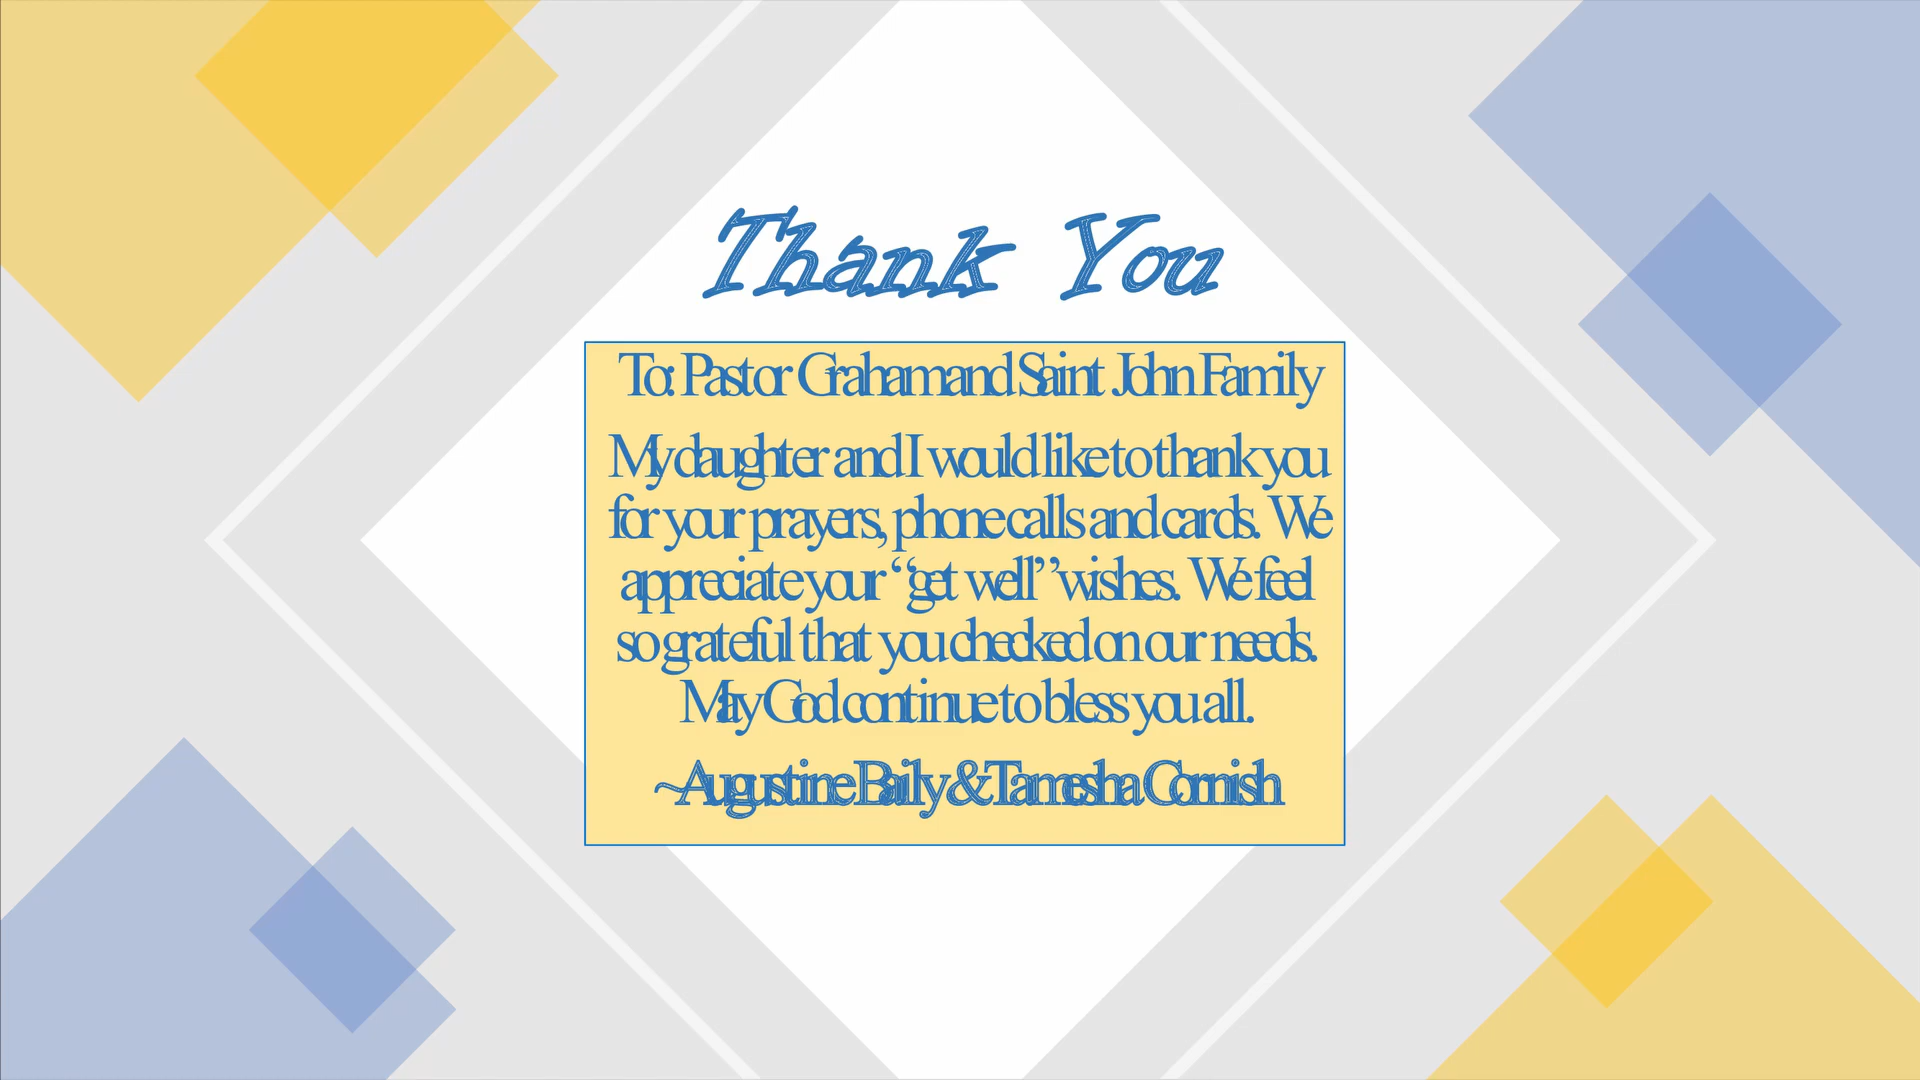 Thank You
To: Pastor Graham and Saint John Family
My daughter and I would like to thank you
for your prayers, phone calls and cards. We
appreciate your “get well” wishes. We feel
so grateful that you checked on our needs.
May God continue to bless you all.
~Augustine Baily & Tamesha Cornish